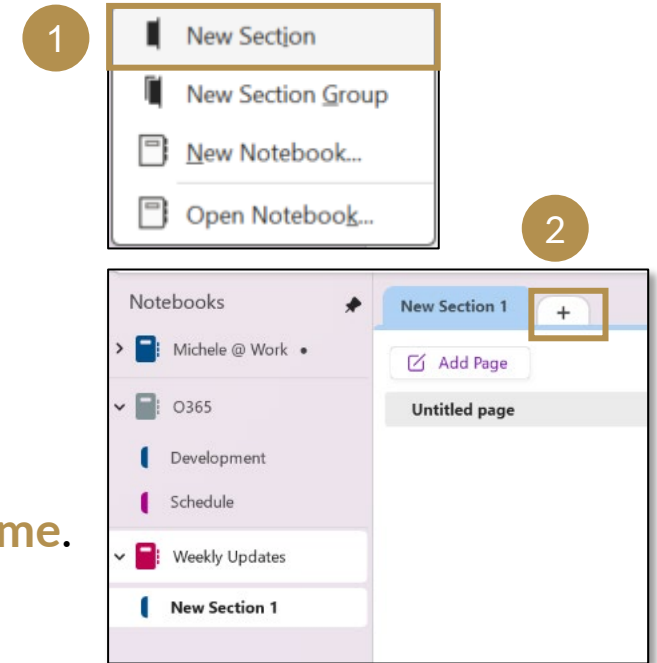 1
New Section
New Section Group
New Notebook...
Open Notebook...
2
Notebooks
Michele @ Work •
O365
Development
Schedule
Weekly Updates
New Section 1
New Section 1 +
Add Page
Untitled page
me.